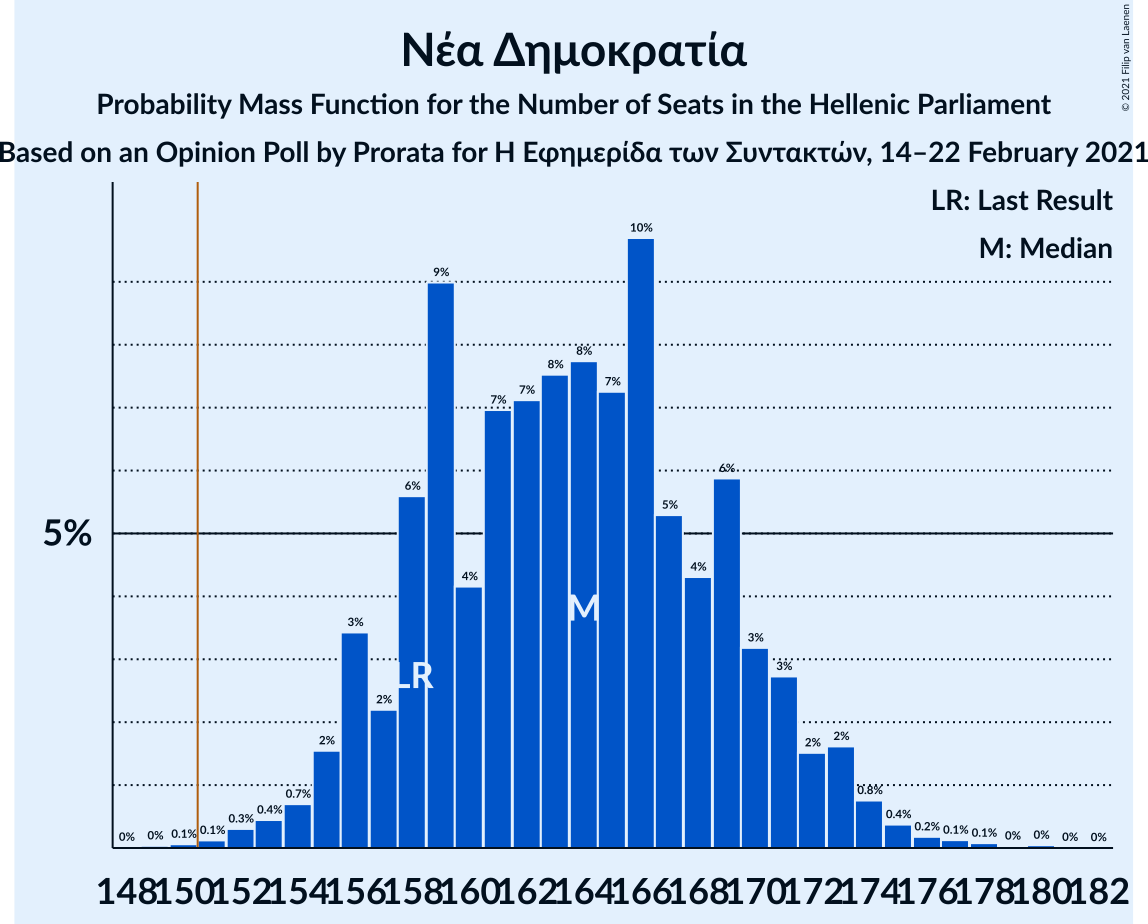 Νέα Δημοκρατία
Probability Mass Function for the Number of Seats in the Hellenic Parliament
Based on an Opinion Poll by Prorata for Η Εφημερίδα των Συντακτών, 14–22 February 2021
© 2021 Filip van Laenen
LR: Last Result
M: Median
5%
0% 0% 0.1% 0.1% 0.3% 0.4% 0.7% 2% 3% 2% 6% 9% 4% 7% 7% 8% 8% 7% 10% 5% 4% 6% 3% 3% 2% 2% 0.8% 0.4% 0.2% 0.1% 0.1% 0% 0% 0% 0%
LR
M
148 150 152 154 156 158 160 162 164 166 168 170 172 174 176 178 180 182